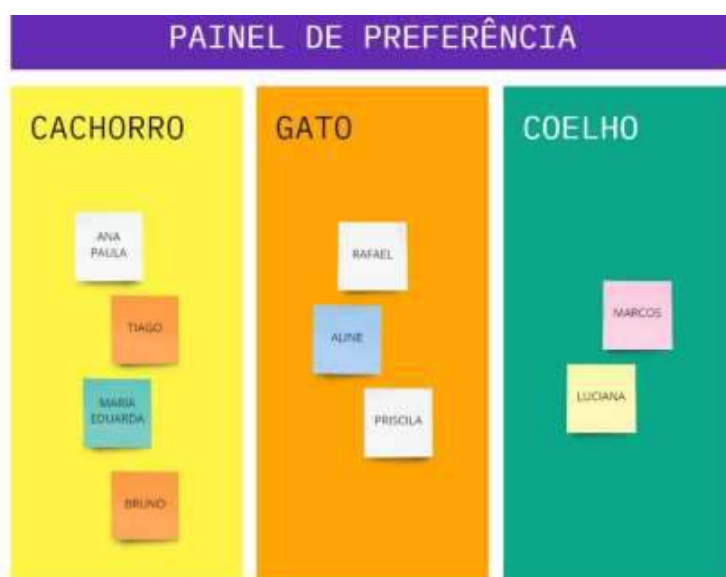 PAINEL DE PREFERÊNCIA
CACHORRO
ANA
PAULA
TIAGO
MARIA
EDUARDA
BRUNO
GATO
RAFAEL
ALINE
PRISCILA
COELHO
MARCOS
LUCIANA